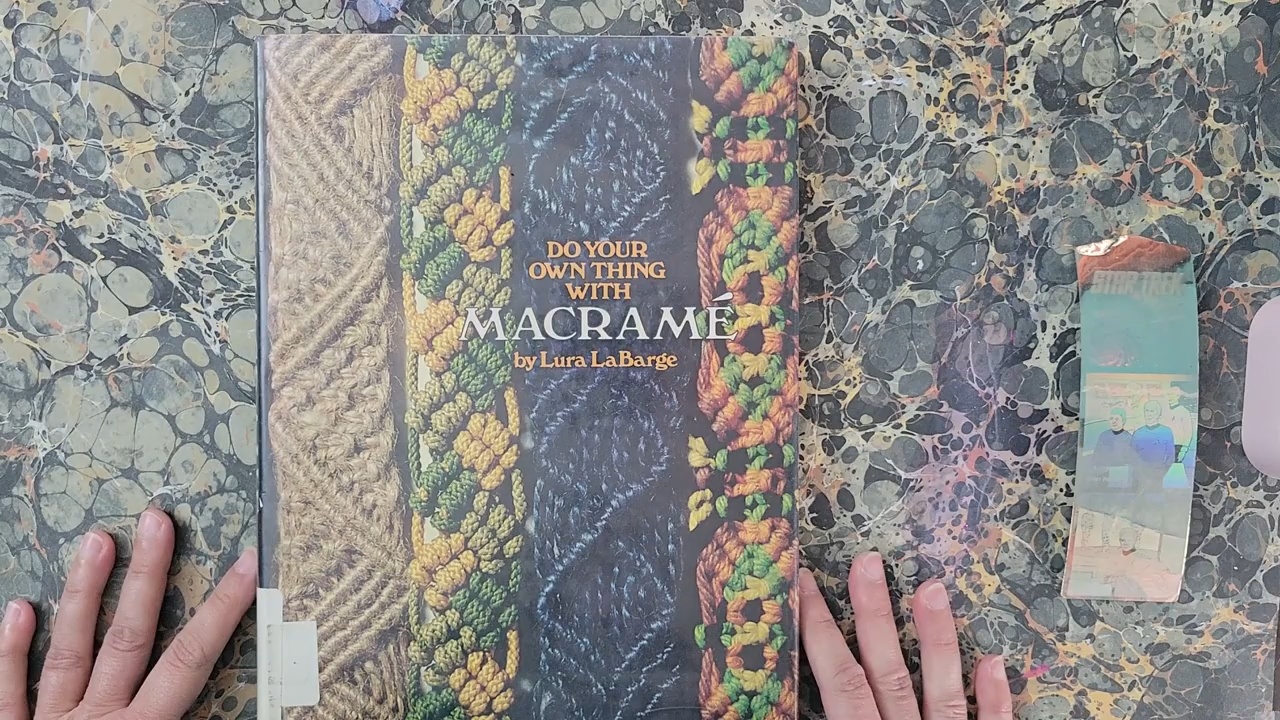 DO YOUR
OWN THING
WITH
MACRAMÉ
by Lura LaBarge
STAR TREK